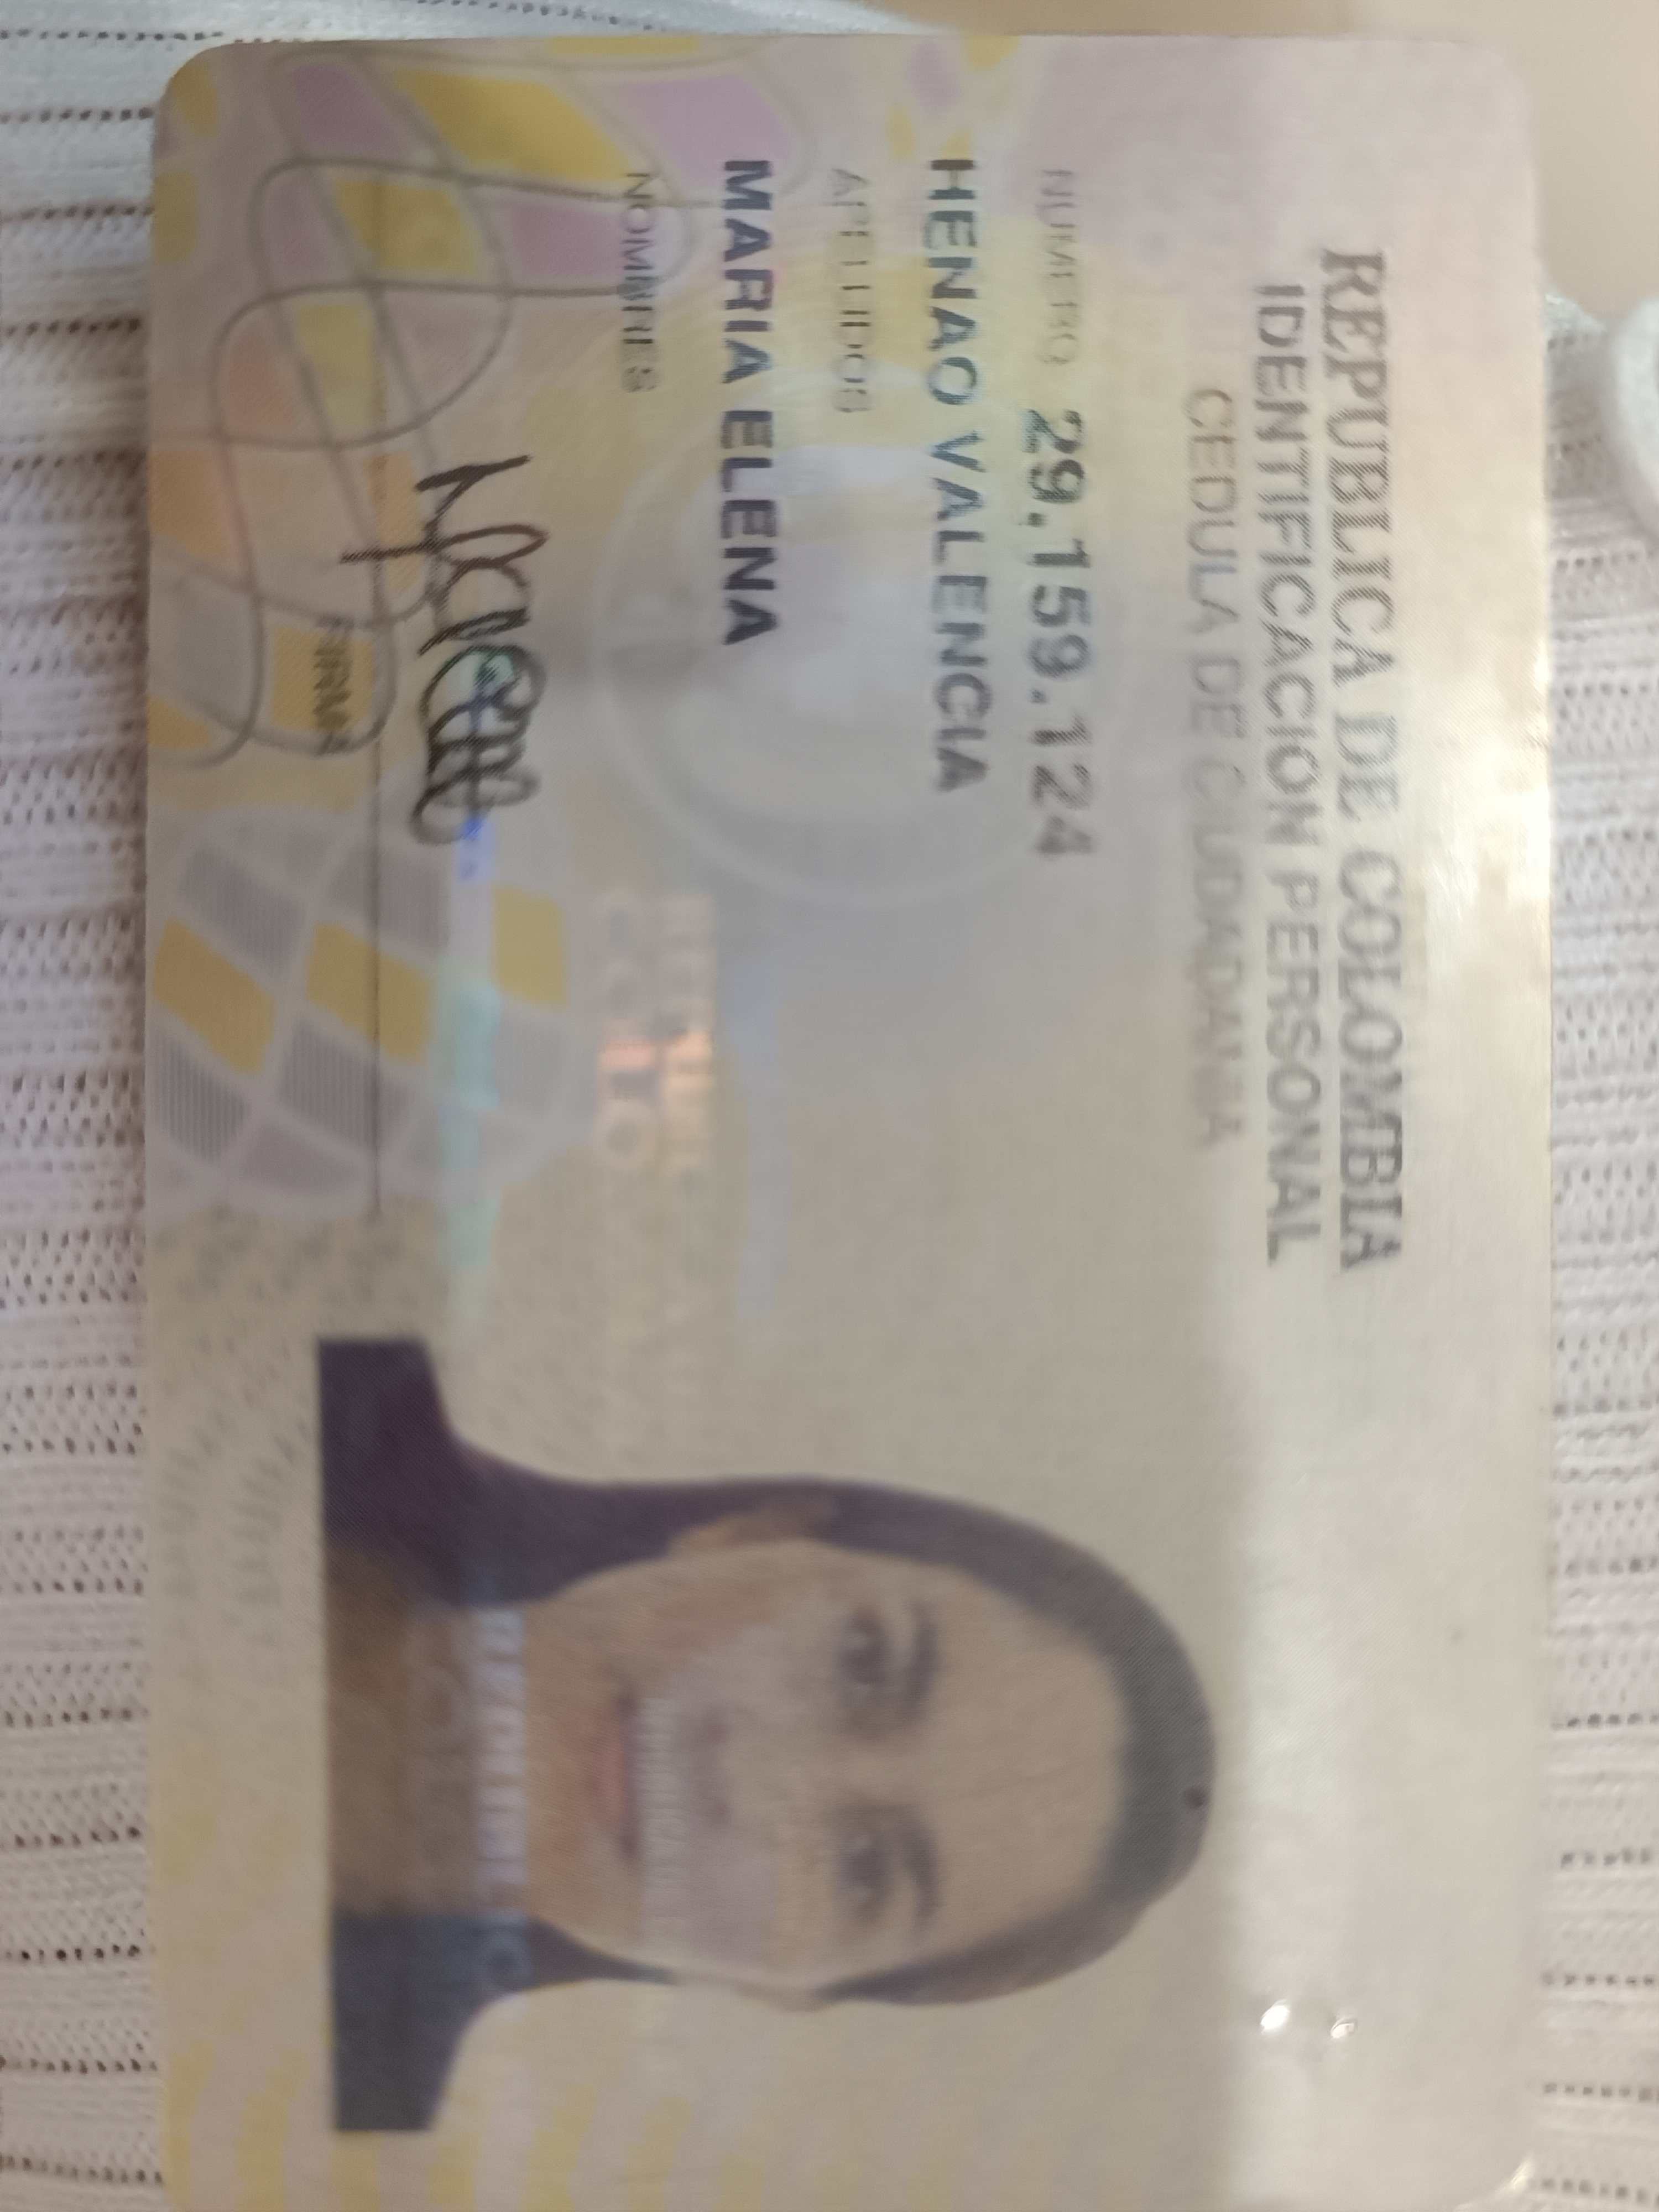 REPUBLICA DE COLOMBIA
IDENTIFICACION PERSONAL
CEDULA DE CIUDADANIA
NUMERO 29.159.124
HENAO VALENCIA
APELLIDOS
MARIA ELENA
NOMBRES
FIRMA